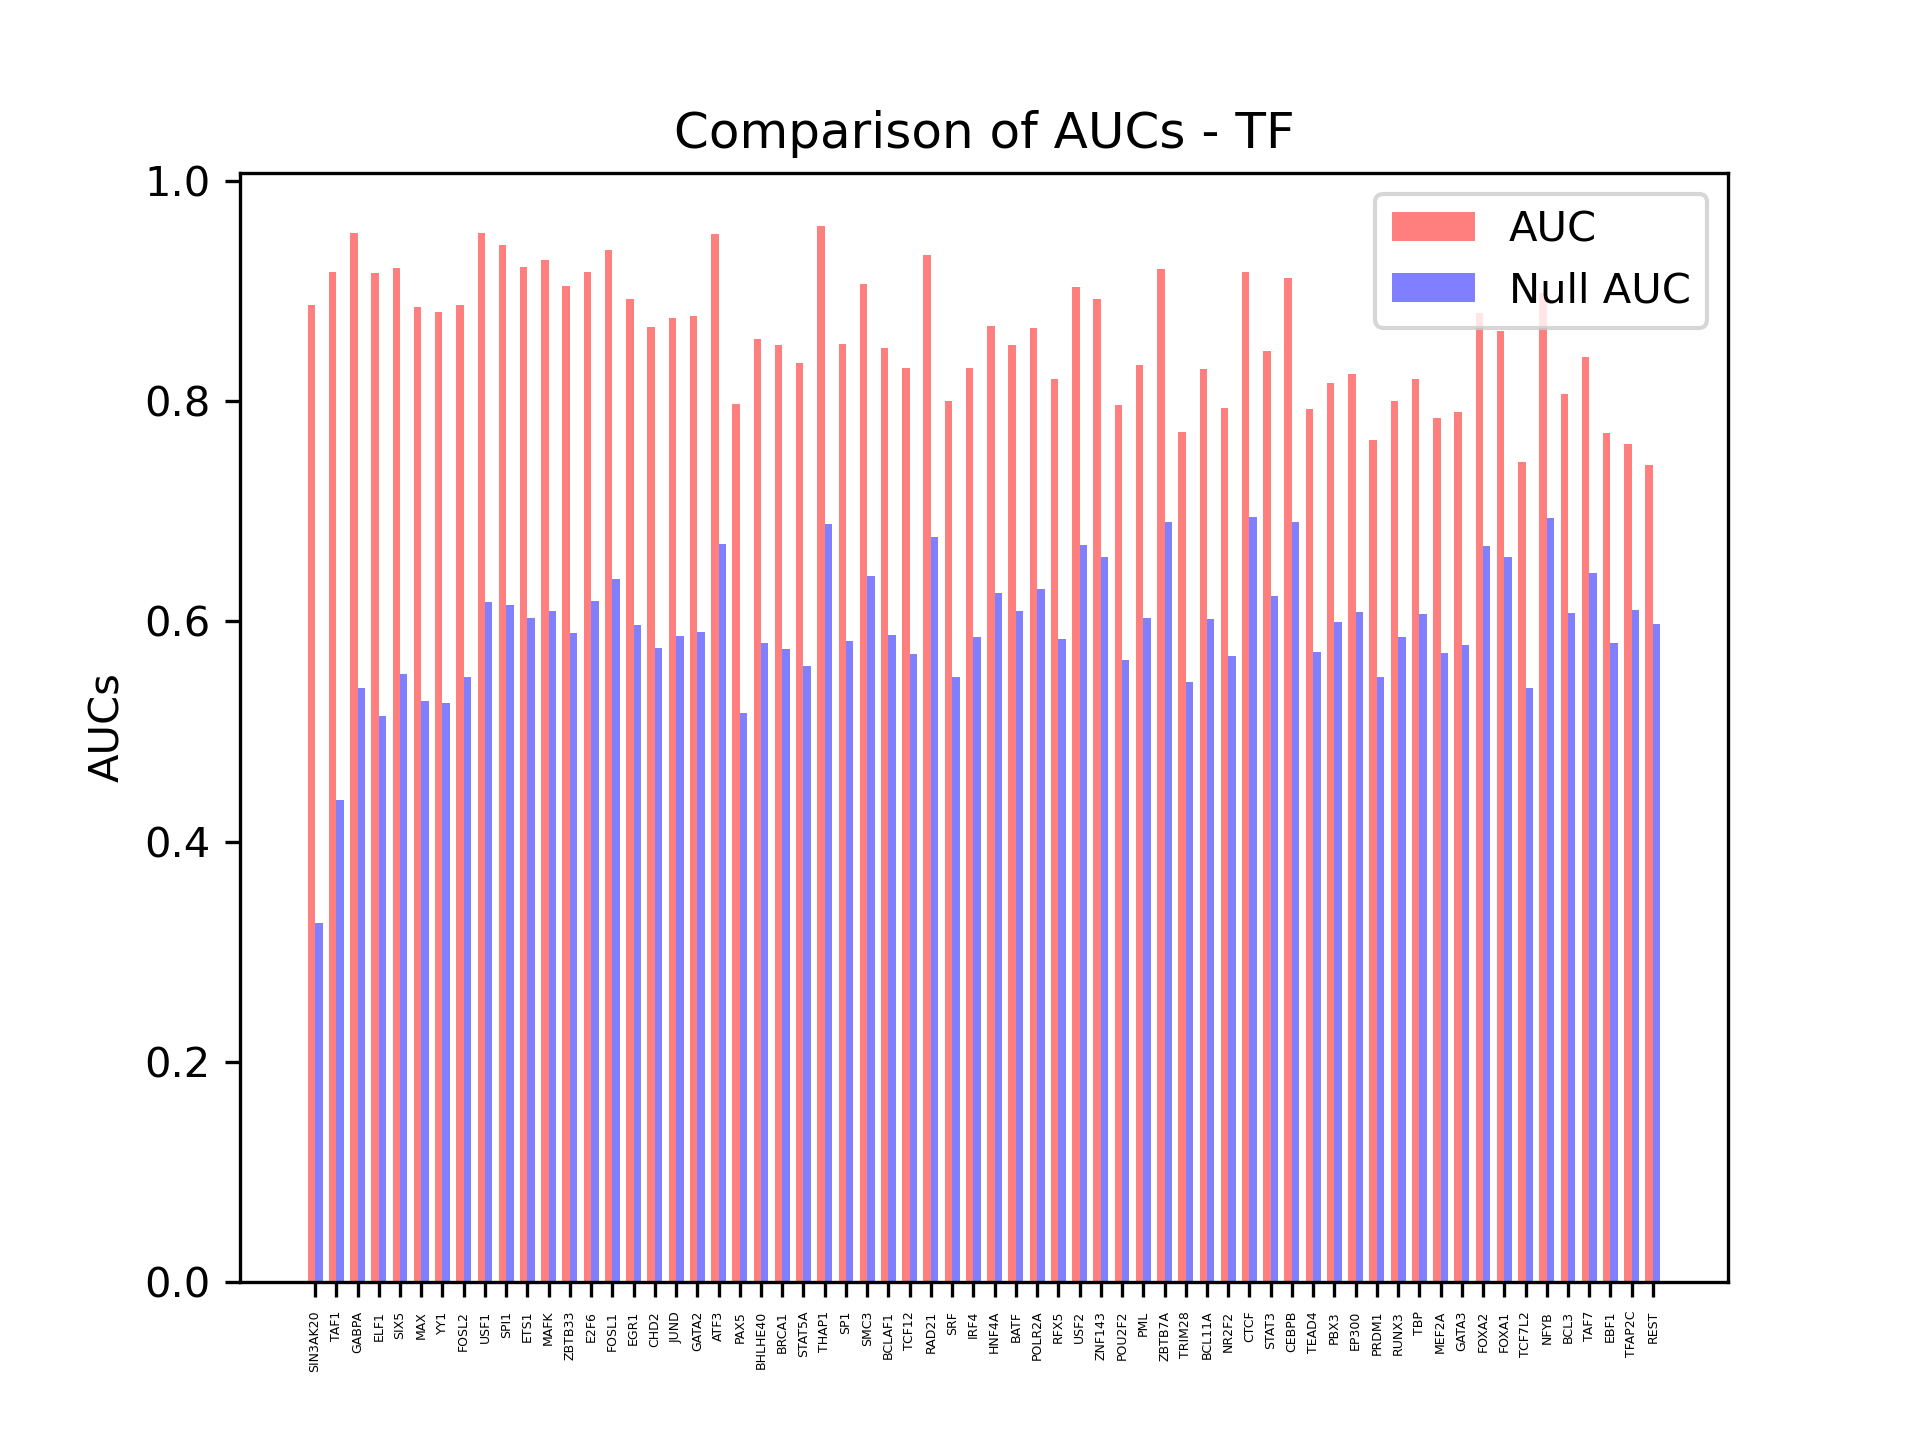 Comparison of AUCs - TF
AUC
Null AUC
AUCs
1.0
0.8
0.6
0.4
0.2
0.0
SIN3AK20
TAF1
GABPA
ELF1
SIX5
MAX
YY1
FOSL2
USF1
SPI1
ETS1
MAFK
ZBTB33
E2F6
FOSL1
EGR1
CHD2
JUND
GATA2
ATF3
PAX5
BHLHE40
BRCA1
STAT5A
THAP1
SP1
SMC3
BCLAF1
TCF12
RAD21
SRF
IRF4
HNF4A
BATF
POLR2A
RFX5
USF2
ZNF143
POU2F2
PML
ZBTB7A
TRIM28
BCL11A
NR2F2
CTCF
STAT3
CEBPB
TEAD4
PBX3
EP300
PRDM1
RUNX3
TBP
MEF2A
GATA3
FOXA2
FOXA1
TCF7L2
NFYB
BCL3
TAF7
EBF1
TFAP2C
REST